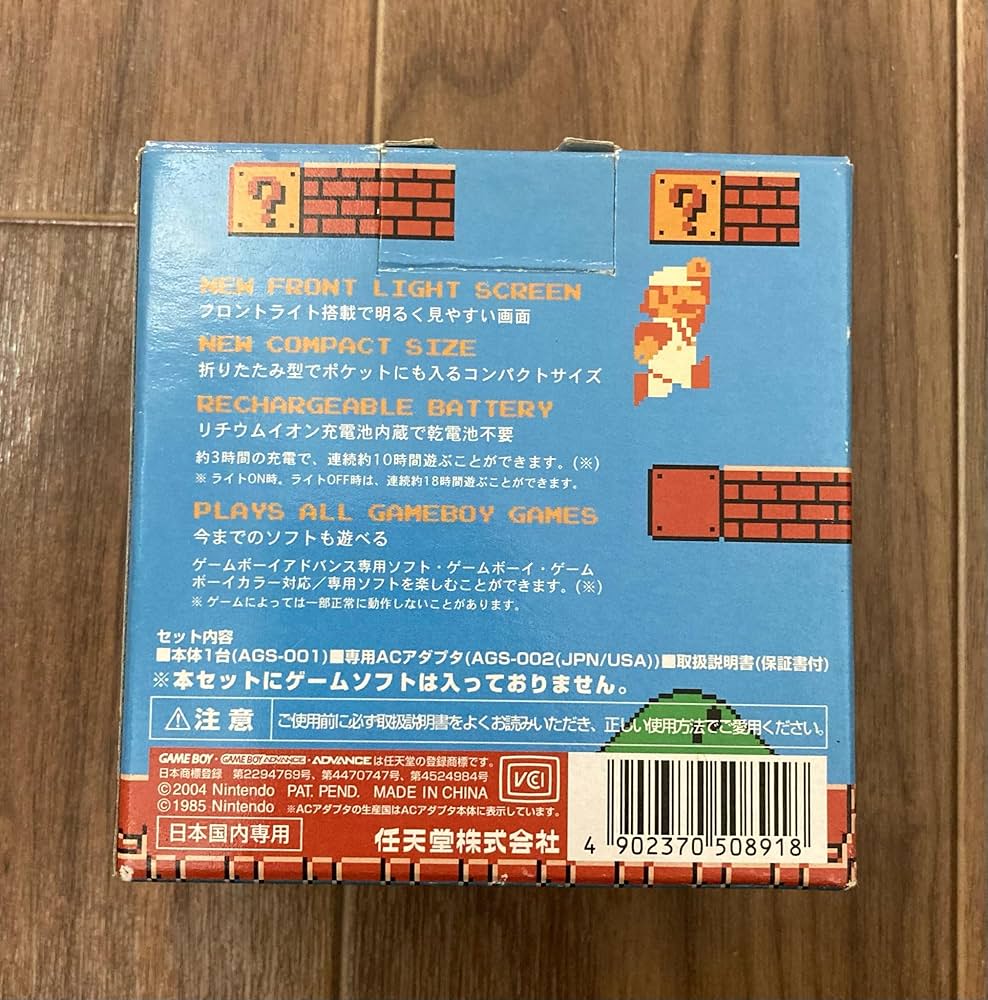 ?
?
NEW FRONT LIGHT SCREEN
フロントライト搭載で明るく見やすい画面
NEW COMPACT SIZE
折りたたみ型でポケットにも入るコンパクトサイズ
RECHARGEABLE BATTERY
リチウムイオン充電池内蔵で乾電池不要
約3時間の充電で、連続約10時間遊ぶことができます。(※)
※ ライトON時。ライトOFF時は、連続約18時間遊ぶことができます。
PLAYS ALL GAMEBOY GAMES
今までのソフトも遊べる
ゲームボーイアドバンス専用ソフト・ゲームボーイ・ゲーム
ボーイカラー対応/専用ソフトを楽しむことができます。(※)
※ ゲームによっては一部正常に動作しないことがあります。
セット内容
■本体1台(AGS-001)■専用ACアダプタ(AGS-002(JPN/USA))■取扱説明書(保証書付)
※本セットにゲームソフトは入っておりません。
⚠注意 ご使用前に必ず取扱説明書をよくお読みいただき、正しい使用方法でご愛用ください。
GAME BOY・GAME BOY ADVANCE・ADVANCEは任天堂の登録商標です。
日本商標登録 第2294769号、第4470747号、第4524984号
©2004 Nintendo PAT. PEND. MADE IN CHINA
©1985 Nintendo ※ACアダプタの生産国はACアダプタ本体に表示しています。
VCI
日本国内専用
任天堂株式会社
4 902370 508918